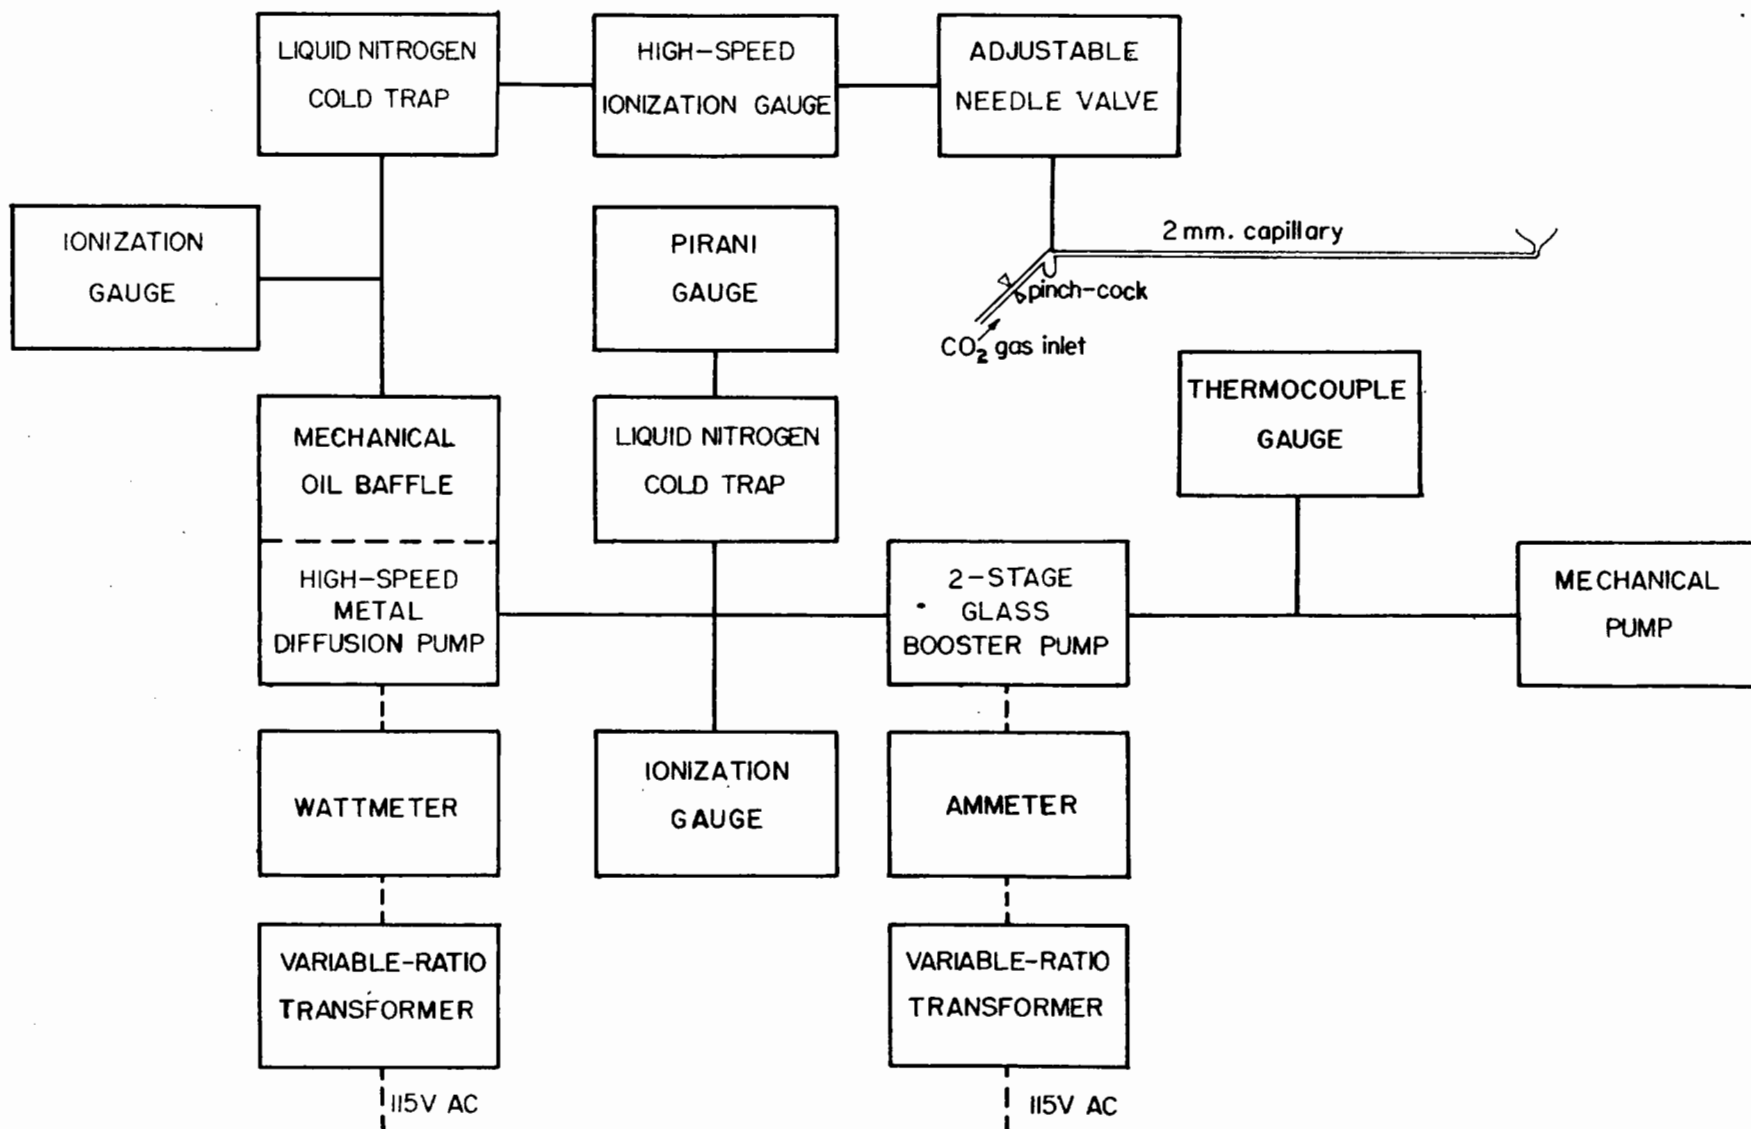 LIQUID NITROGEN
COLD TRAP
HIGH-SPEED
IONIZATION GAUGE
ADJUSTABLE
NEEDLE VALVE
IONIZATION
GAUGE
PIRANI
GAUGE
2 mm. capillary
pinch-cock
CO₂ gas inlet
THERMOCOUPLE
GAUGE
MECHANICAL
OIL BAFFLE
LIQUID NITROGEN
COLD TRAP
HIGH-SPEED
METAL
DIFFUSION PUMP
2-STAGE
GLASS
BOOSTER PUMP
MECHANICAL
PUMP
WATTMETER
IONIZATION
GAUGE
AMMETER
VARIABLE-RATIO
TRANSFORMER
VARIABLE-RATIO
TRANSFORMER
115V AC
115V AC